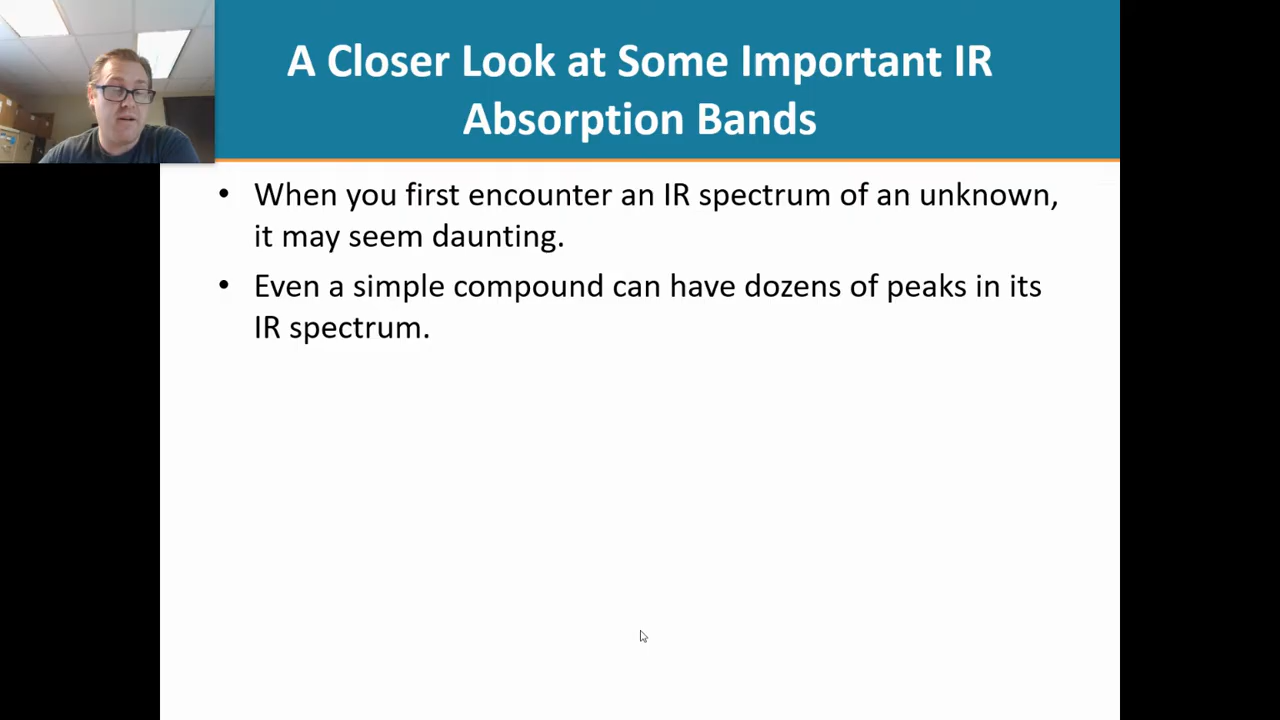 A Closer Look at Some Important IR
Absorption Bands
• When you first encounter an IR spectrum of an unknown,
it may seem daunting.
• Even a simple compound can have dozens of peaks in its
IR spectrum.